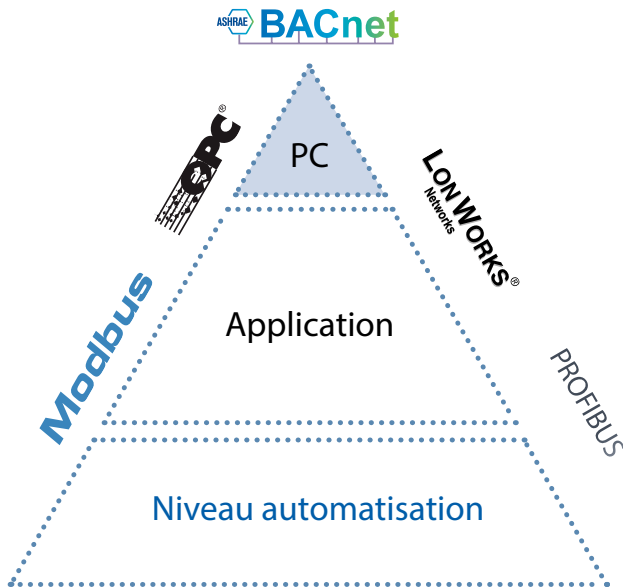 ASHRAE BACnet
OPC®
PC
LONWORKS®
Networks
Application
Modbus
PROFIBUS
Niveau automatisation